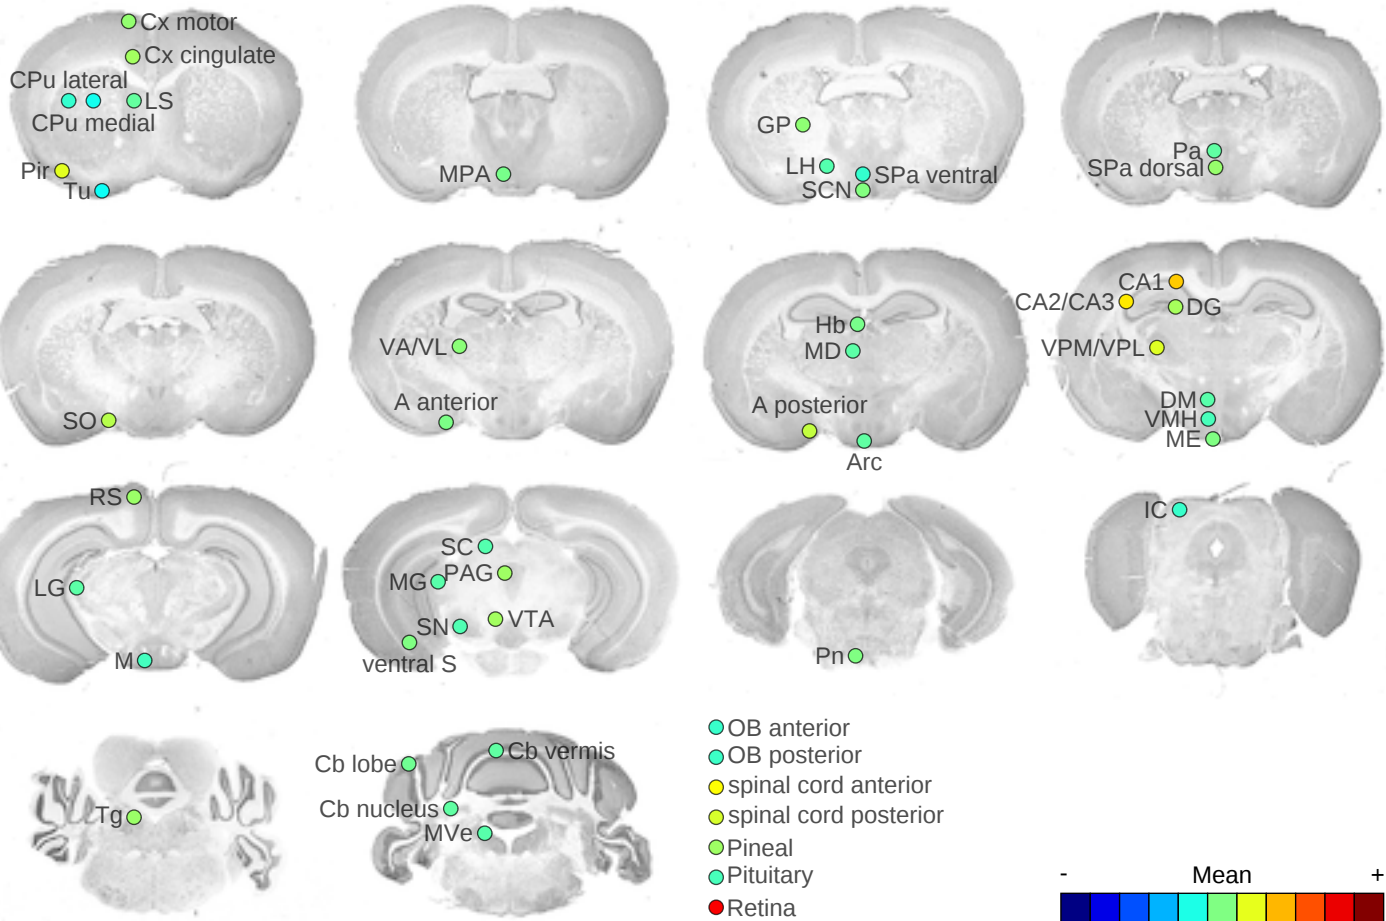 Cx motor
Cx cingulate
CPu lateral
LS
CPu medial
Pir
Tu
MPA
GP
LH
SPa ventral
SCN
Pa
SPa dorsal
SO
VA/VL
A anterior
Hb
MD
A posterior
Arc
CA1
CA2/CA3
DG
VPM/VPL
DM
VMH
ME
RS
LG
M
SC
PAG
MG
VTA
SN
ventral S
Pn
IC
Tg
Cb vermis
Cb lobe
Cb nucleus
MVe
OB anterior
OB posterior
spinal cord anterior
spinal cord posterior
Pineal
Pituitary
Retina
- Mean +